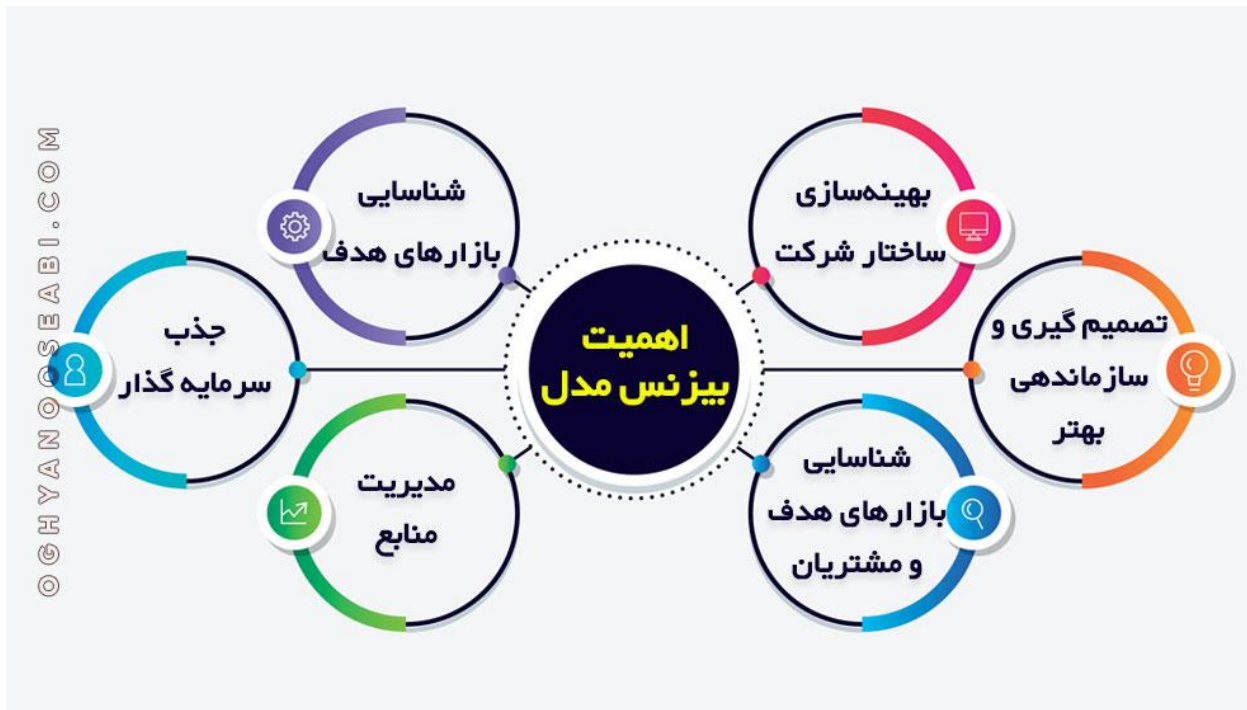 اهمیت
بیزنس مدل
بهینه‌سازی
ساختار شرکت
تصمیم گیری و
سازماندهی
بهتر
شناسایی
بازارهای هدف
و مشتریان
شناسایی
بازارهای هدف
جذب
سرمایه گذار
مدیریت
منابع
OGHYANOOSEABI.COM